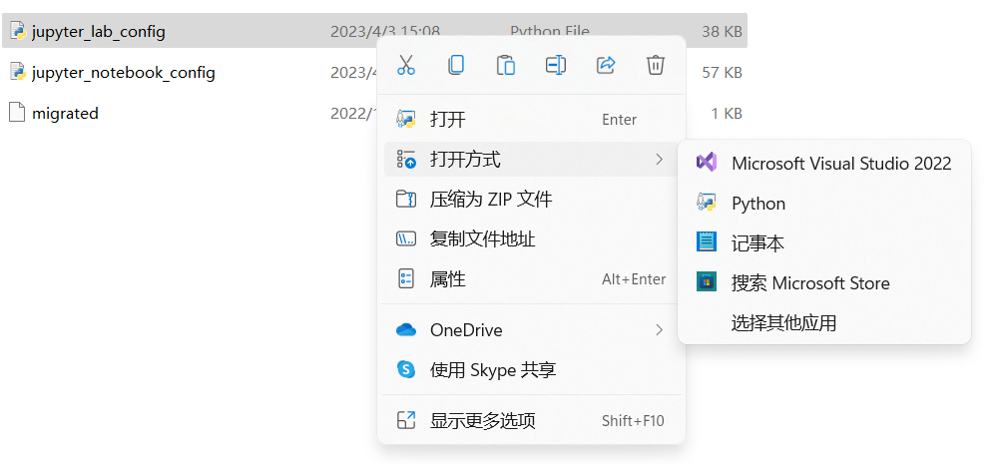 jupyter_lab_config 2023/4/3 15:08 Python File 38 KB
jupyter_notebook_config 2023/4 57 KB
migrated 2022/1 1 KB
打开 Enter
打开方式
压缩为 ZIP 文件
复制文件地址
属性 Alt+Enter
OneDrive
使用 Skype 共享
显示更多选项 Shift+F10
Microsoft Visual Studio 2022
Python
记事本
搜索 Microsoft Store
选择其他应用